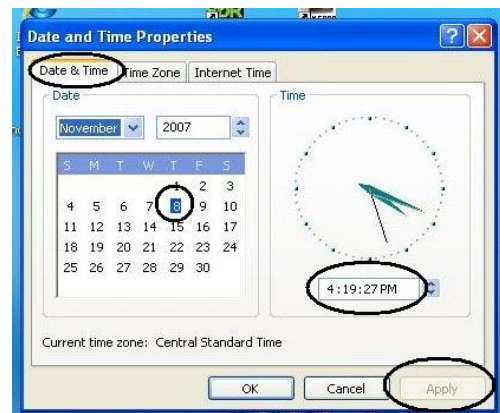 Date and Time Properties
Date & Time Time Zone Internet Time
Date
Time
November 2007
S M T W T F S
1 2 3
4 5 6 7 8 9 10
11 12 13 14 15 16 17
18 19 20 21 22 23 24
25 26 27 28 29 30
4:19:27 PM
Current time zone: Central Standard Time
OK Cancel Apply